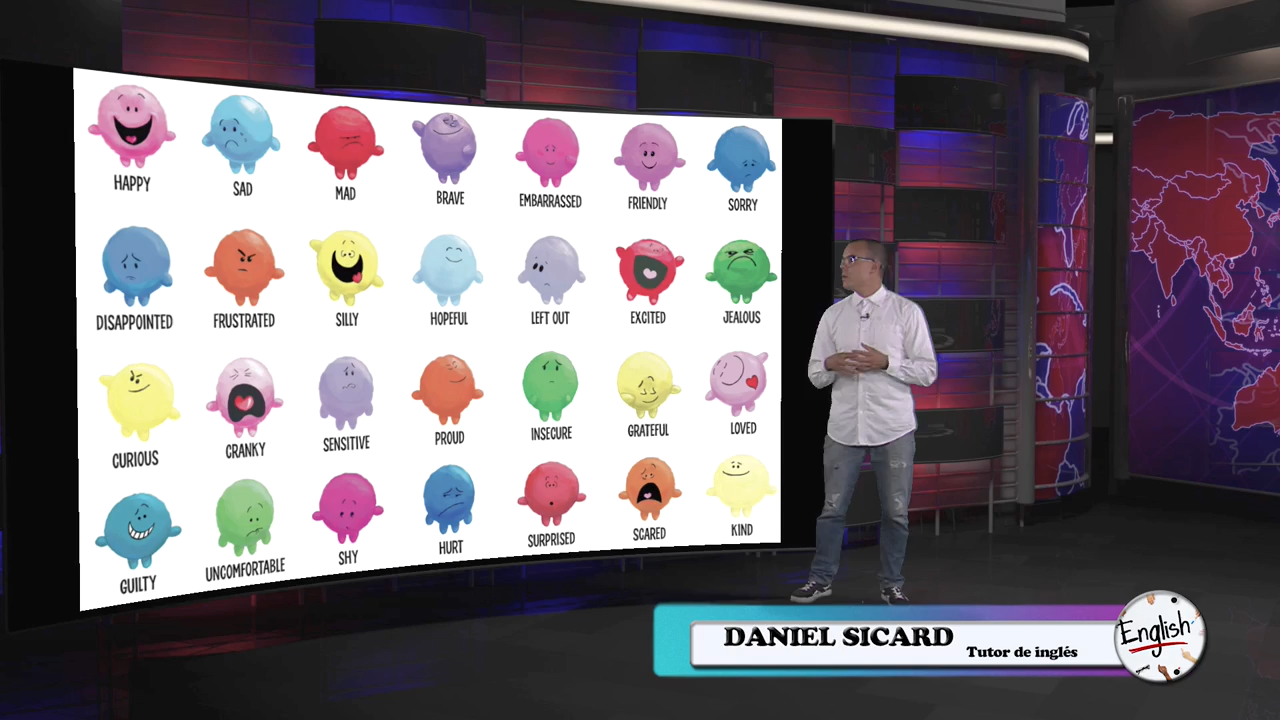 HAPPY SAD MAD BRAVE EMBARRASSED FRIENDLY SORRY
DISAPPOINTED FRUSTRATED SILLY HOPEFUL LEFT OUT EXCITED JEALOUS
CURIOUS CRANKY SENSITIVE PROUD INSECURE GRATEFUL LOVED
GUILTY UNCOMFORTABLE SHY HURT SURPRISED SCARED KIND
DANIEL SICARD
Tutor de inglés
English